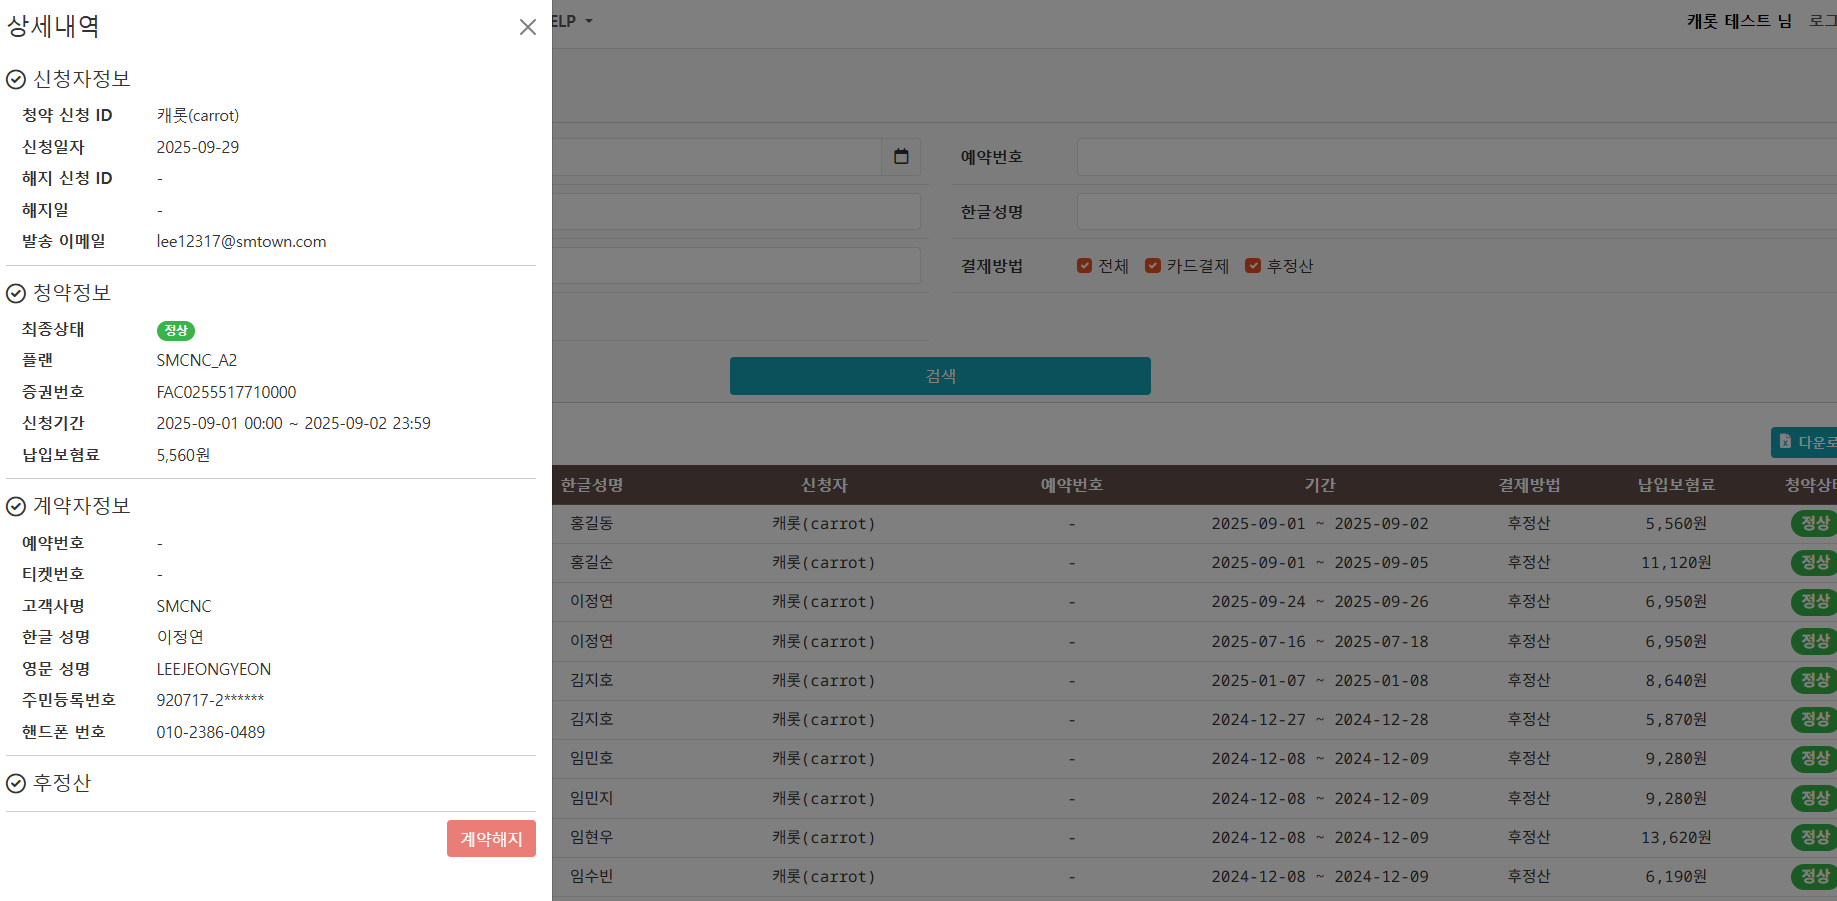 상세내역
신청자정보
청약 신청 ID 캐롯(carrot)
신청일자 2025-09-29
해지 신청 ID -
해지일 -
발송 이메일 lee12317@smtown.com
청약정보
최종상태 정상
플랜 SMCNC_A2
증권번호 FAC0255517710000
신청기간 2025-09-01 00:00 ~ 2025-09-02 23:59
납입보험료 5,560원
계약자정보
예약번호 -
티켓번호 -
고객사명 SMCNC
한글 성명 이정연
영문 성명 LEEJEONGYEON
주민등록번호 920717-2******
핸드폰 번호 010-2386-0489
후정산
계약해지
ELP
캐롯 테스트 님 로그
예약번호
한글성명
결제방법 전체 카드결제 후정산
검색
다운로
한글성명 신청자 예약번호 기간 결제방법 납입보험료 청약상태
홍길동 캐롯(carrot) - 2025-09-01 ~ 2025-09-02 후정산 5,560원 정상
홍길순 캐롯(carrot) - 2025-09-01 ~ 2025-09-05 후정산 11,120원 정상
이정연 캐롯(carrot) - 2025-09-24 ~ 2025-09-26 후정산 6,950원 정상
이정연 캐롯(carrot) - 2025-07-16 ~ 2025-07-18 후정산 6,950원 정상
김지호 캐롯(carrot) - 2025-01-07 ~ 2025-01-08 후정산 8,640원 정상
김지호 캐롯(carrot) - 2024-12-27 ~ 2024-12-28 후정산 5,870원 정상
임민호 캐롯(carrot) - 2024-12-08 ~ 2024-12-09 후정산 9,280원 정상
임민지 캐롯(carrot) - 2024-12-08 ~ 2024-12-09 후정산 9,280원 정상
임현우 캐롯(carrot) - 2024-12-08 ~ 2024-12-09 후정산 13,620원 정상
임수빈 캐롯(carrot) - 2024-12-08 ~ 2024-12-09 후정산 6,190원 정상